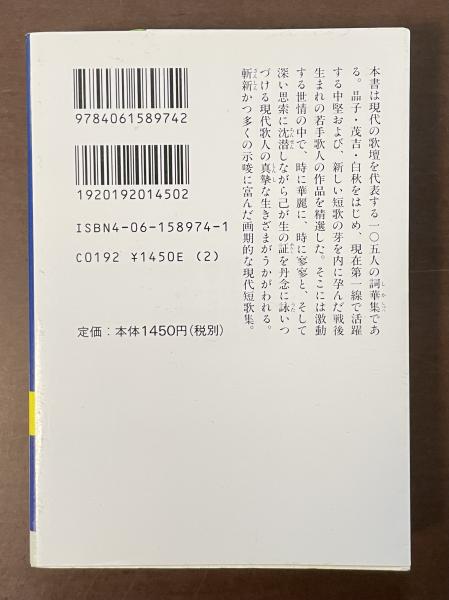 本書は現代の歌壇を代表する一〇五人の詞華集であ
る。晶子・茂吉・白秋をはじめ、現在第一線で活躍
する中堅および、新しい短歌の芽を内に孕んだ戦後
生まれの若手歌人の作品を精選した。そこには激動
する世情の中で、時に華麗に、時に寥寥と、そして
深い思索に沈潜しながら己が生の証を丹念に詠いつ
づける現代歌人の真摯な生きざまがうかがわれる。
斬新かつ多くの示唆に富んだ画期的な現代短歌集。
9784061589742
1920192014502
ISBN4-06-158974-1
C0192 ¥1450E (2)
定価：本体1450円(税別)